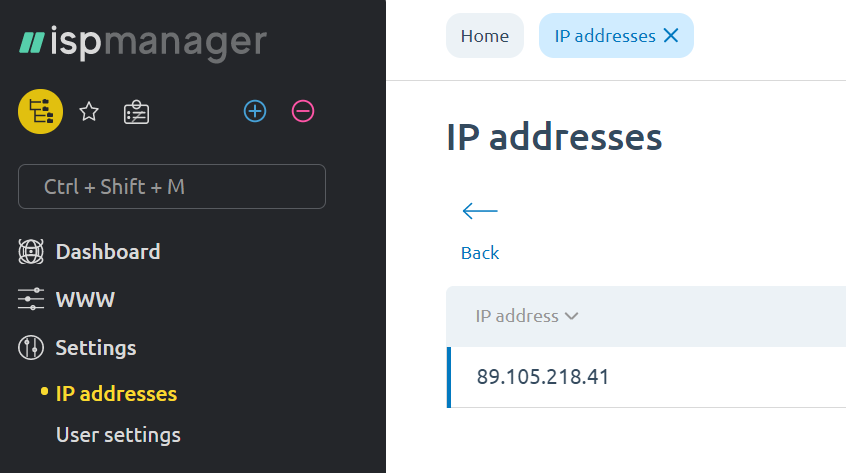 ispmanager
Home
IP addresses
IP addresses
Ctrl + Shift + M
Back
Dashboard
WWW
IP address
Settings
89.105.218.41
IP addresses
User settings